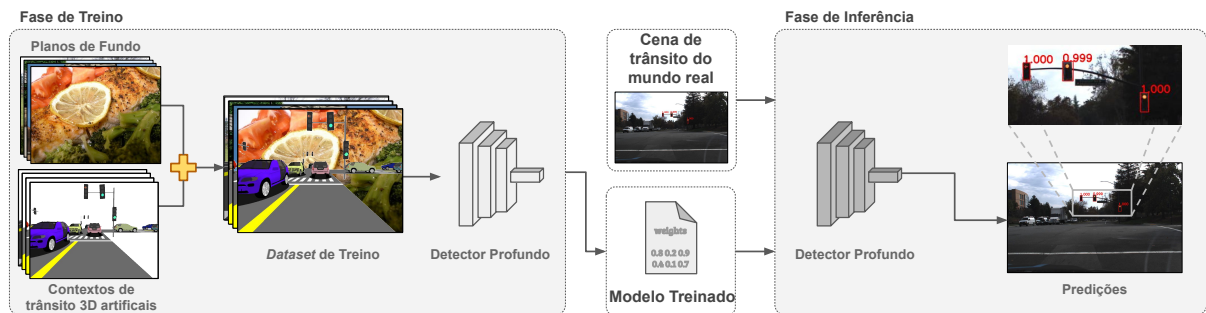 Fase de Treino
Planos de Fundo
Contextos de
trânsito 3D artificais
Dataset de Treino
Detector Profundo
Cena de
trânsito do
mundo real
weights
0.8 0.2 0.9
0.4 0.1 0.7
Modelo Treinado
Fase de Inferência
Detector Profundo
1.000
0.999
1.000
Predições